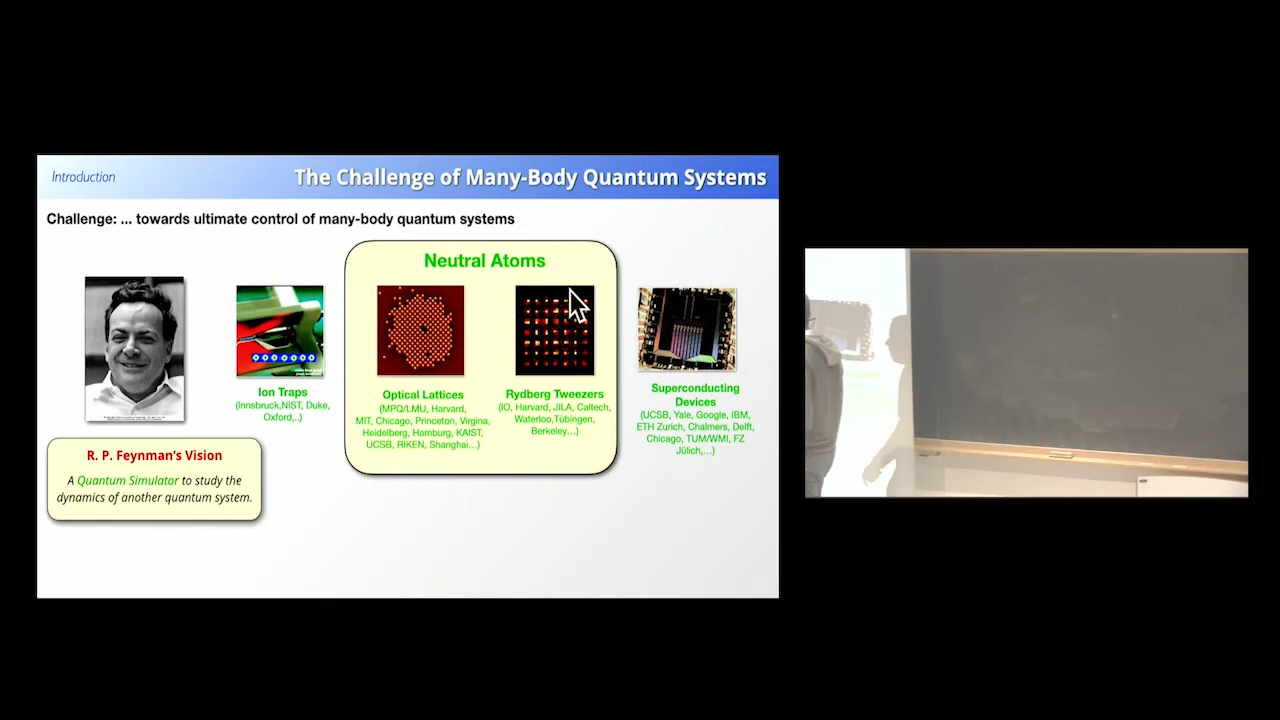 Introduction
The Challenge of Many-Body Quantum Systems
Challenge: ... towards ultimate control of many-body quantum systems
Neutral Atoms
Ion Traps
(Innsbruck,NIST, Duke,
Oxford,..)
Optical Lattices
(MPQ/LMU, Harvard,
MIT, Chicago, Princeton, Virgina,
Heidelberg, Hamburg, KAIST,
UCSB, RIKEN, Shanghai...)
Rydberg Tweezers
(IO, Harvard, JILA, Caltech,
Waterloo,Tübingen,
Berkeley...)
Superconducting
Devices
(UCSB, Yale, Google, IBM,
ETH Zurich, Chalmers, Delft,
Chicago, TUM/WMI, FZ
Jülich,...)
R. P. Feynman's Vision
A Quantum Simulator to study the
dynamics of another quantum system.